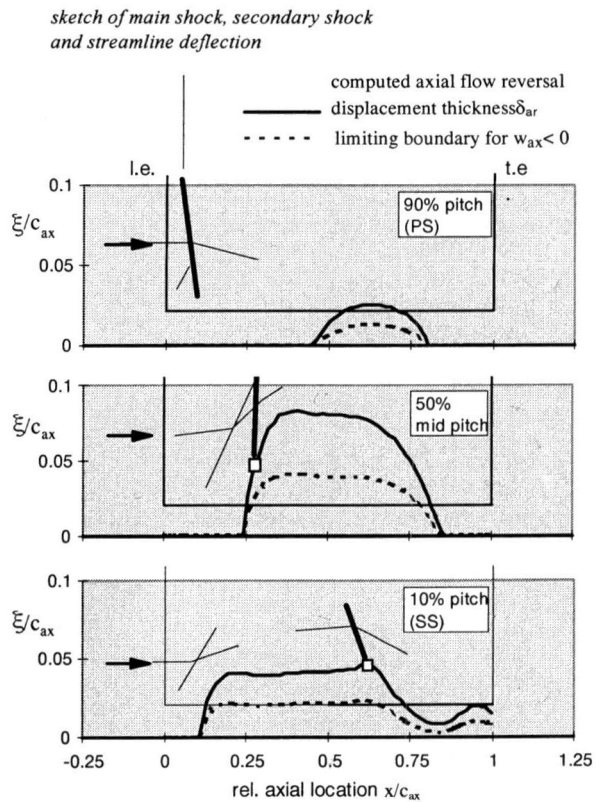 sketch of main shock, secondary shock
and streamline deflection
computed axial flow reversal
displacement thicknessδar
limiting boundary for wax< 0
l.e.
t.e
0.1
90% pitch
(PS)
ξ/cax
0.05
0
0.1
50%
mid pitch
ξ/cax
0.05
0
0.1
10% pitch
(SS)
ξ/cax
0.05
0
-0.25 0 0.25 0.5 0.75 1 1.25
rel. axial location x/cax